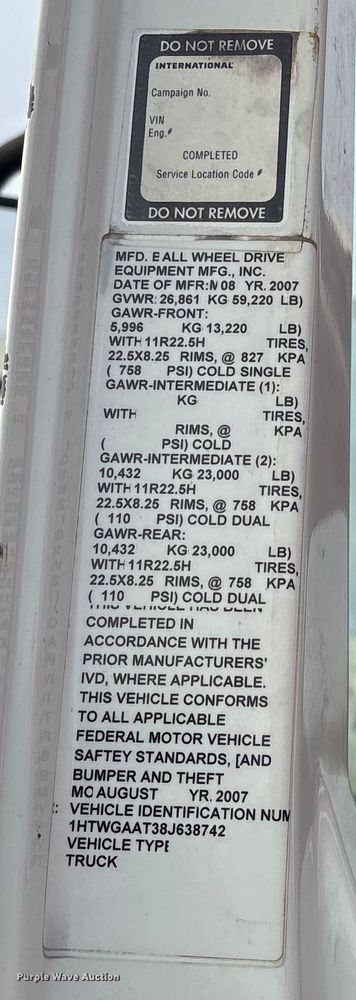 DO NOT REMOVE
INTERNATIONAL
Campaign No.
VIN
Eng.#
COMPLETED
Service Location Code #
DO NOT REMOVE
MFD. E ALL WHEEL DRIVE
EQUIPMENT MFG., INC.
DATE OF MFR: M 08 YR. 2007
GVWR: 26,861 KG 59,220 LB)
GAWR-FRONT:
5,996 KG 13,220 LB)
WITH 11R22.5H TIRES,
22.5X8.25 RIMS, @ 827 KPA
( 758 PSI) COLD SINGLE
GAWR-INTERMEDIATE (1):
KG LB)
WITH TIRES,
RIMS, @ KPA
( PSI) COLD
GAWR-INTERMEDIATE (2):
10,432 KG 23,000 LB)
WITH 11R22.5H TIRES,
22.5X8.25 RIMS, @ 758 KPA
( 110 PSI) COLD DUAL
GAWR-REAR:
10,432 KG 23,000 LB)
WITH 11R22.5H TIRES,
22.5X8.25 RIMS, @ 758 KPA
( 110 PSI) COLD DUAL
THIS VEHICLE HAS BEEN
COMPLETED IN
ACCORDANCE WITH THE
PRIOR MANUFACTURERS'
IVD, WHERE APPLICABLE.
THIS VEHICLE CONFORMS
TO ALL APPLICABLE
FEDERAL MOTOR VEHICLE
SAFTEY STANDARDS, [AND
BUMPER AND THEFT
MO AUGUST YR. 2007
: VEHICLE IDENTIFICATION NUM
1HTWGAAT38J638742
VEHICLE TYPE
TRUCK
Purple Wave Auction